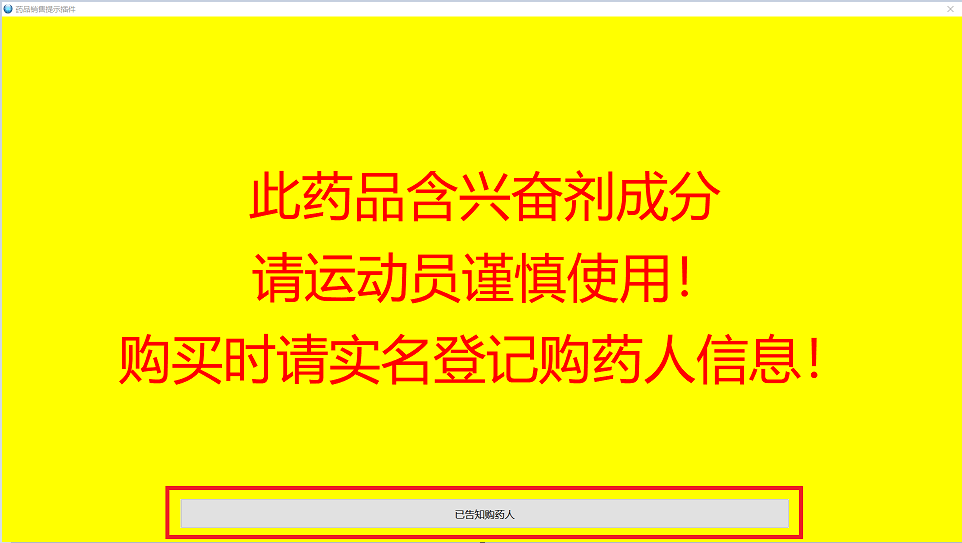 药品销售提示插件
此药品含兴奋剂成分
请运动员谨慎使用！
购买时请实名登记购药人信息！
已告知购药人